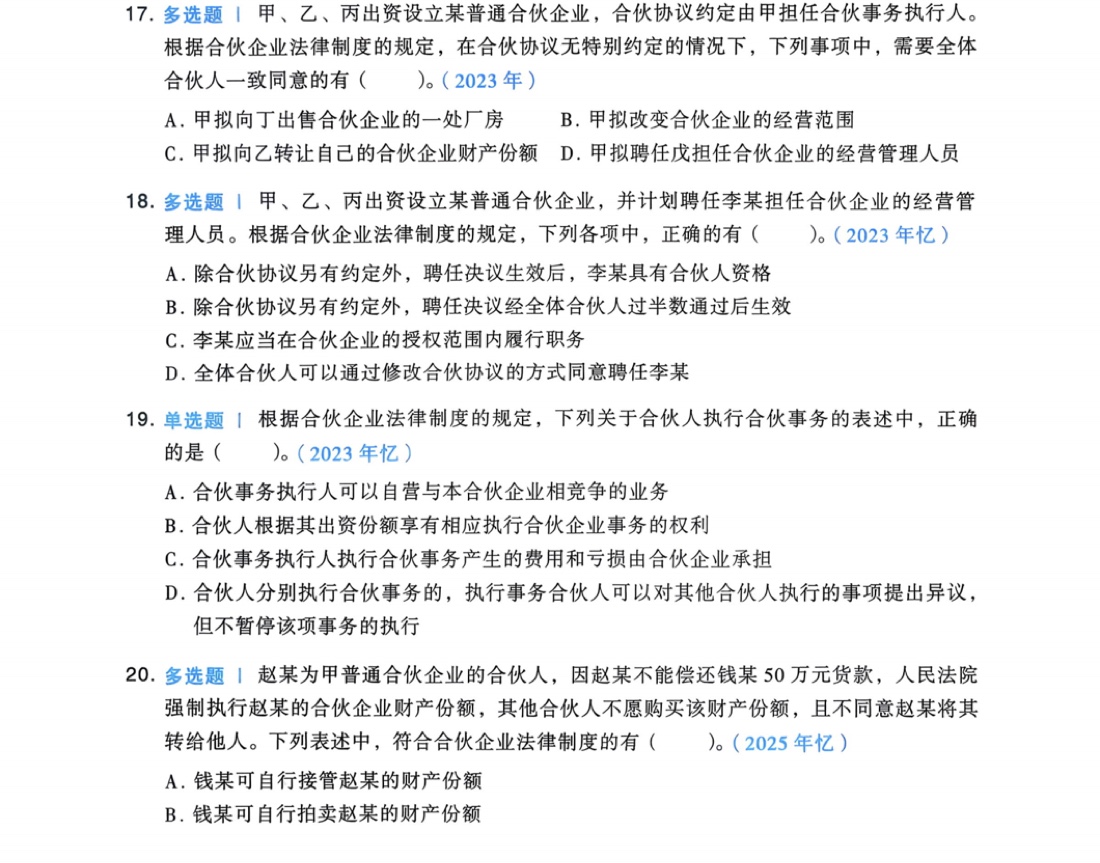 17. 多选题 | 甲、乙、丙出资设立某普通合伙企业，合伙协议约定由甲担任合伙事务执行人。
根据合伙企业法律制度的规定，在合伙协议无特别约定的情况下，下列事项中，需要全体
合伙人一致同意的有（　　）。（2023 年）
A. 甲拟向丁出售合伙企业的一处厂房　B. 甲拟改变合伙企业的经营范围
C. 甲拟向乙转让自己的合伙企业财产份额　D. 甲拟聘任戊担任合伙企业的经营管理人员
18. 多选题 | 甲、乙、丙出资设立某普通合伙企业，并计划聘任李某担任合伙企业的经营管
理人员。根据合伙企业法律制度的规定，下列各项中，正确的有（　　）。（2023 年忆）
A. 除合伙协议另有约定外，聘任决议生效后，李某具有合伙人资格
B. 除合伙协议另有约定外，聘任决议经全体合伙人过半数通过后生效
C. 李某应当在合伙企业的授权范围内履行职务
D. 全体合伙人可以通过修改合伙协议的方式同意聘任李某
19. 单选题 | 根据合伙企业法律制度的规定，下列关于合伙人执行合伙事务的表述中，正确
的是（　　）。（2023 年忆）
A. 合伙事务执行人可以自营与本合伙企业相竞争的业务
B. 合伙人根据其出资份额享有相应执行合伙企业事务的权利
C. 合伙事务执行人执行合伙事务产生的费用和亏损由合伙企业承担
D. 合伙人分别执行合伙事务的，执行事务合伙人可以对其他合伙人执行的事项提出异议，
但不暂停该项事务的执行
20. 多选题 | 赵某为甲普通合伙企业的合伙人，因赵某不能偿还钱某 50 万元货款，人民法院
强制执行赵某的合伙企业财产份额，其他合伙人不愿购买该财产份额，且不同意赵某将其
转给他人。下列表述中，符合合伙企业法律制度的有（　　）。（2025 年忆）
A. 钱某可自行接管赵某的财产份额
B. 钱某可自行拍卖赵某的财产份额